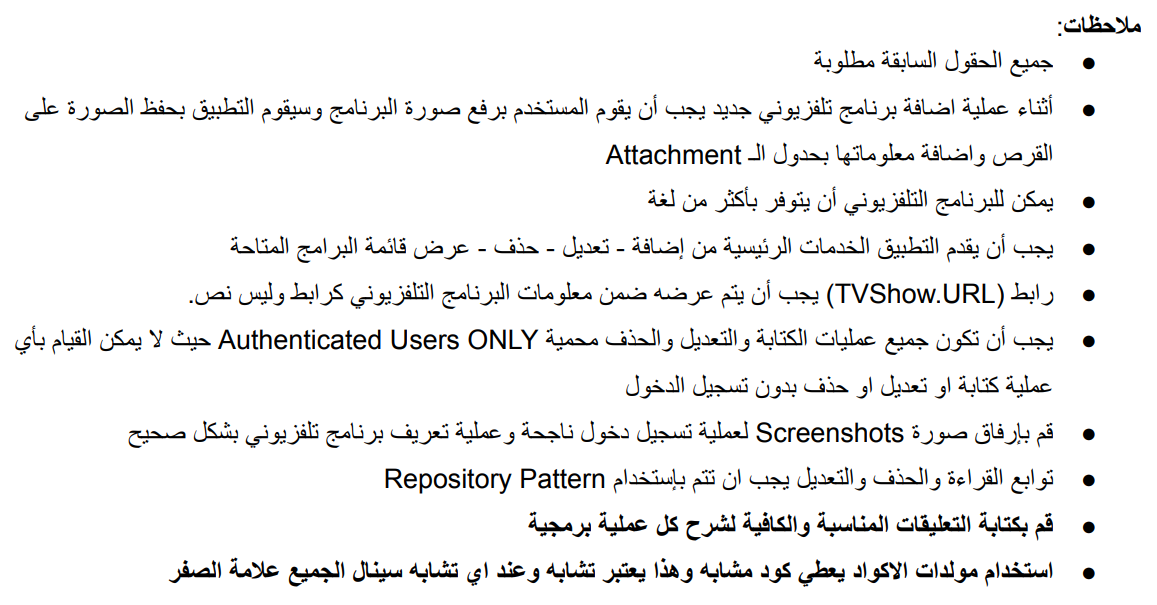 ملاحظات:
● جميع الحقول السابقة مطلوبة
● أثناء عملية اضافة برنامج تلفزيوني جديد يجب أن يقوم المستخدم برفع صورة البرنامج وسيقوم التطبيق بحفظ الصورة على
القرص واضافة معلوماتها بحدول الـ Attachment
● يمكن للبرنامج التلفزيوني أن يتوفر بأكثر من لغة
● يجب أن يقدم التطبيق الخدمات الرئيسية من إضافة - تعديل - حذف - عرض قائمة البرامج المتاحة
● رابط (TVShow.URL) يجب أن يتم عرضه ضمن معلومات البرنامج التلفزيوني كرابط وليس نص.
● يجب أن تكون جميع عمليات الكتابة والتعديل والحذف محمية Authenticated Users ONLY حيث لا يمكن القيام بأي
عملية كتابة او تعديل او حذف بدون تسجيل الدخول
● قم بإرفاق صورة Screenshots لعملية تسجيل دخول ناجحة وعملية تعريف برنامج تلفزيوني بشكل صحيح
● توابع القراءة والحذف والتعديل يجب ان تتم بإستخدام Repository Pattern
● قم بكتابة التعليقات المناسبة والكافية لشرح كل عملية برمجية
● استخدام مولدات الاكواد يعطي كود مشابه وهذا يعتبر تشابه وعند اي تشابه سينال الجميع علامة الصفر